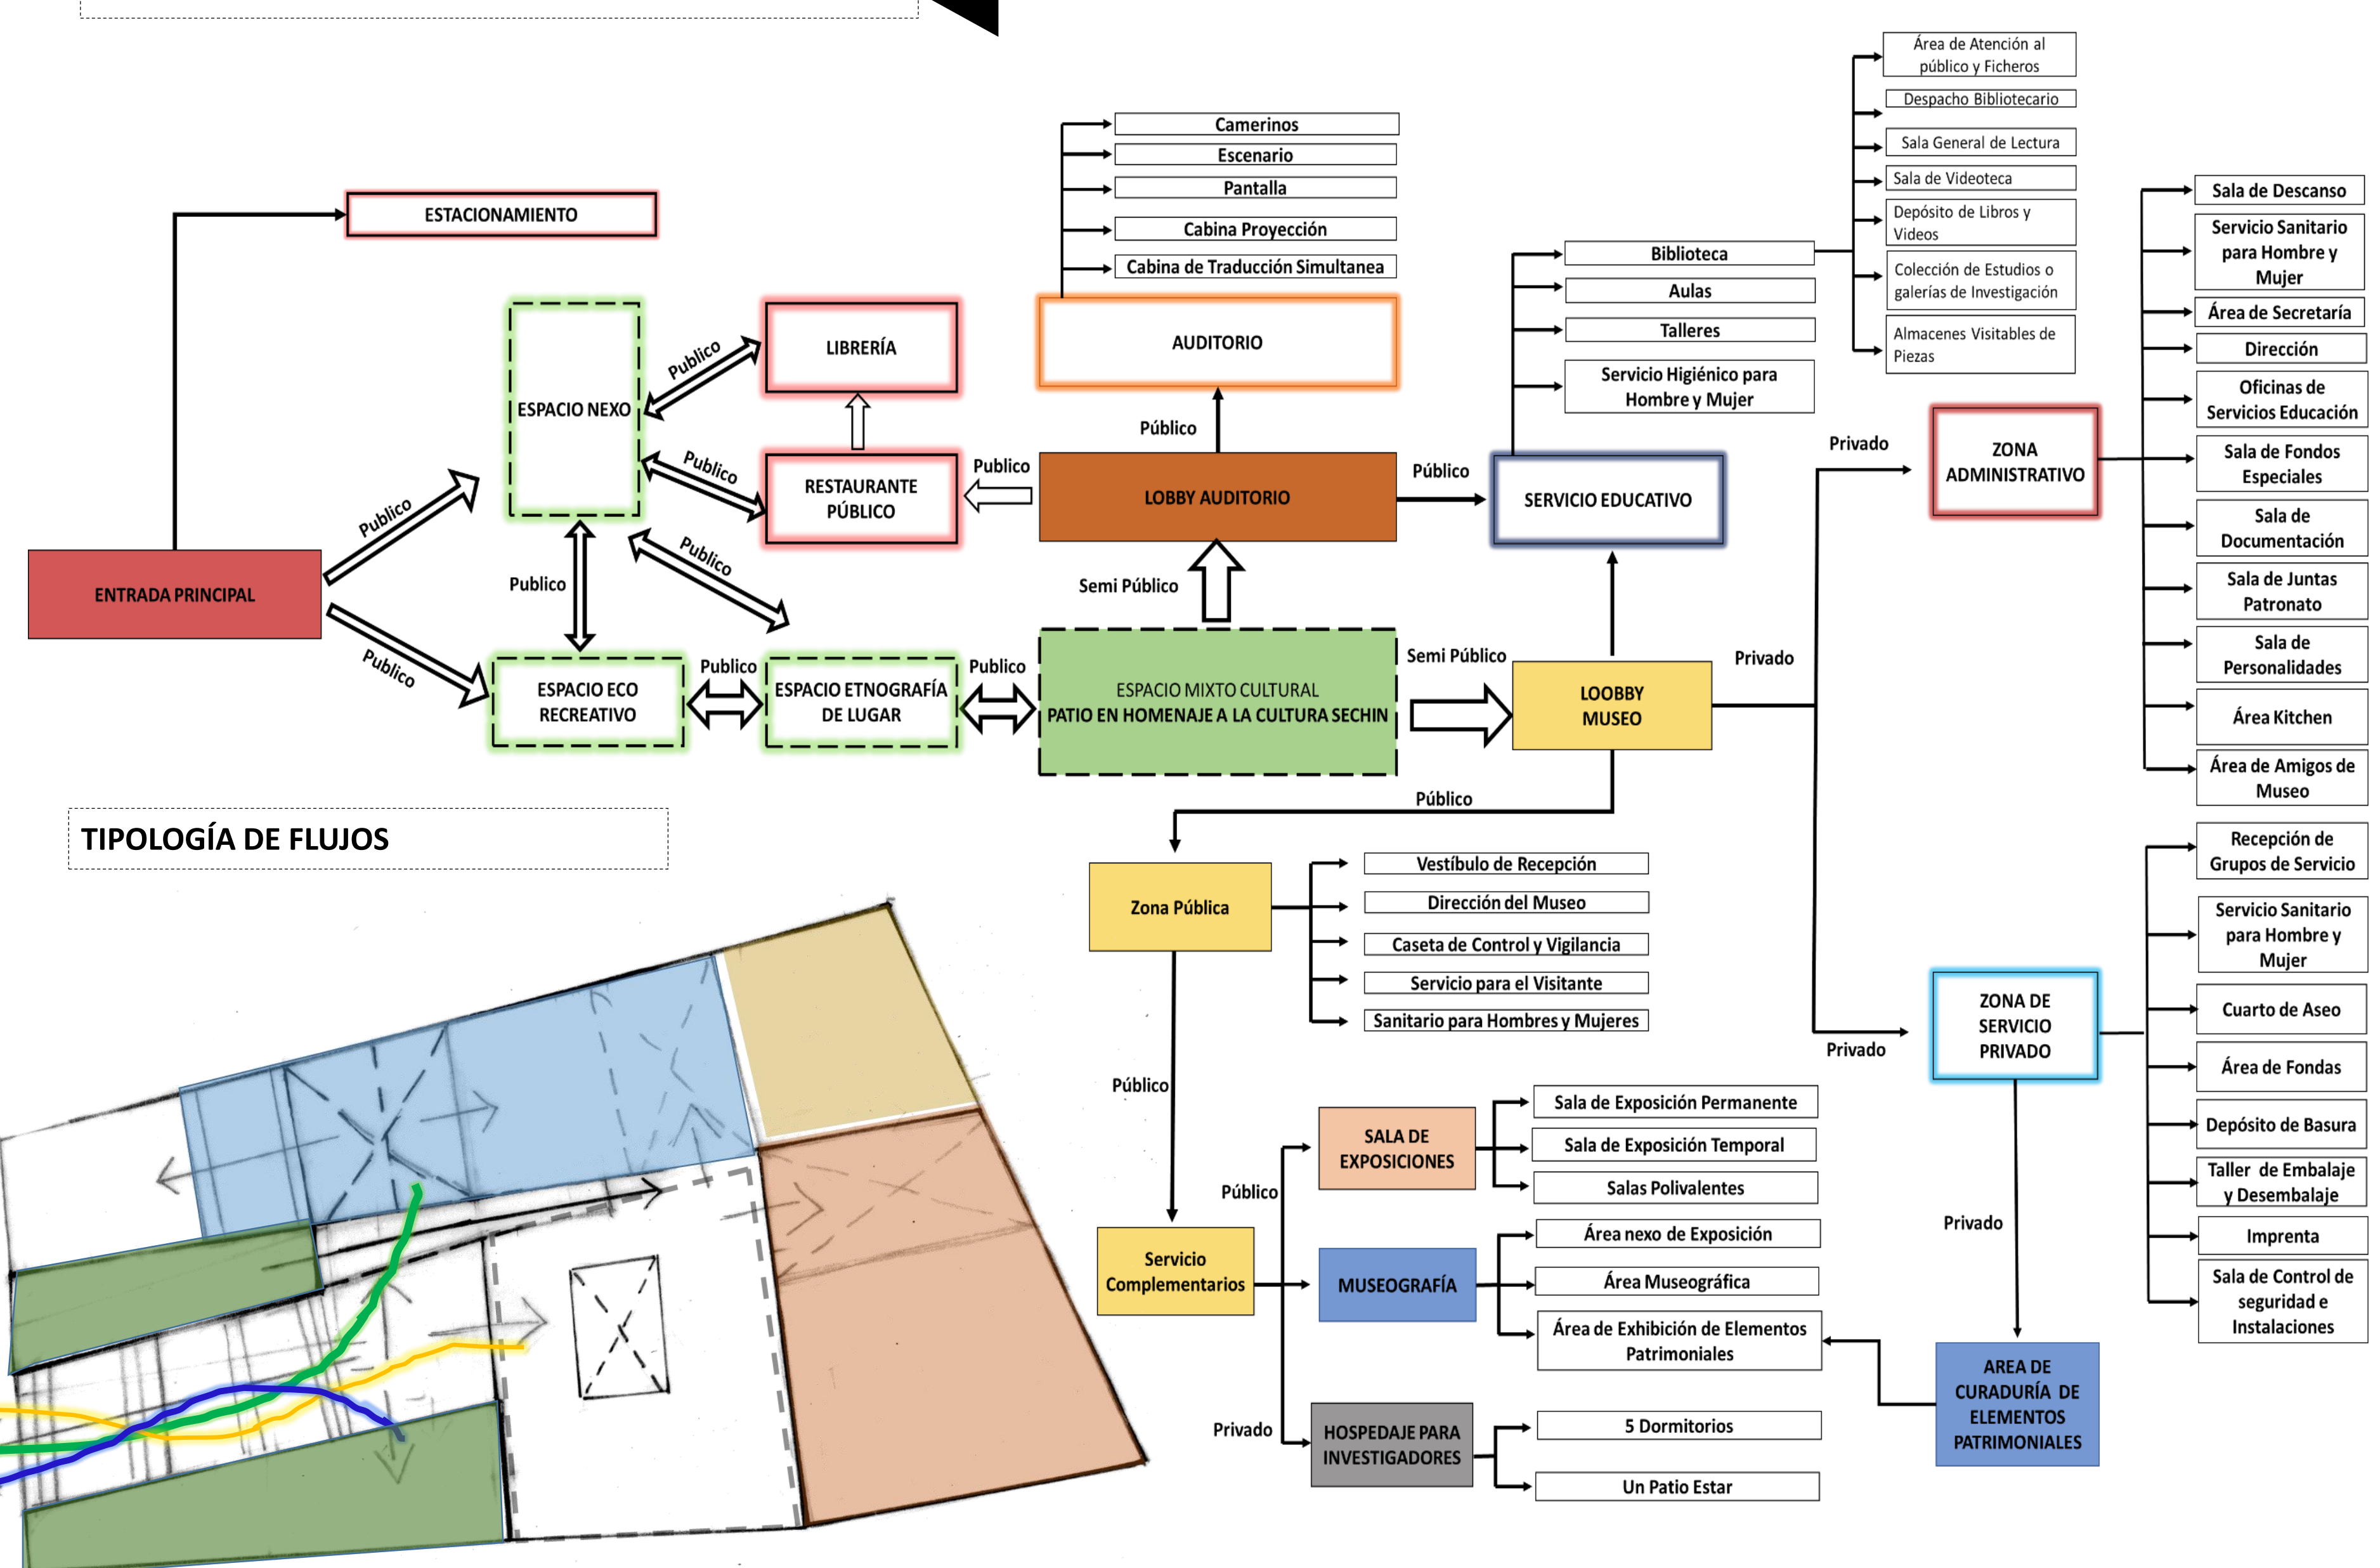 ESTACIONAMIENTO
ENTRADA PRINCIPAL
Publico
Publico
ESPACIO NEXO
Publico
Publico
Publico
Publico
LIBRERÍA
RESTAURANTE
PÚBLICO
Publico
ESPACIO ECO
RECREATIVO
Publico
ESPACIO ETNOGRAFÍA
DE LUGAR
Publico
Camerinos
Escenario
Pantalla
Cabina Proyección
Cabina de Traducción Simultanea
AUDITORIO
Público
LOBBY AUDITORIO
Público
Semi Público
ESPACIO MIXTO CULTURAL
PATIO EN HOMENAJE A LA CULTURA SECHIN
Semi Público
Biblioteca
Aulas
Talleres
Servicio Higiénico para
Hombre y Mujer
SERVICIO EDUCATIVO
Área de Atención al
público y Ficheros
Despacho Bibliotecario
Sala General de Lectura
Sala de Videoteca
Depósito de Libros y
Videos
Colección de Estudios o
galerías de Investigación
Almacenes Visitables de
Piezas
LOOBBY
MUSEO
Privado
Privado
ZONA
ADMINISTRATIVO
Sala de Descanso
Servicio Sanitario
para Hombre y
Mujer
Área de Secretaría
Dirección
Oficinas de
Servicios Educación
Sala de Fondos
Especiales
Sala de
Documentación
Sala de Juntas
Patronato
Sala de
Personalidades
Área Kitchen
Área de Amigos de
Museo
Privado
ZONA DE
SERVICIO
PRIVADO
Recepción de
Grupos de Servicio
Servicio Sanitario
para Hombre y
Mujer
Cuarto de Aseo
Área de Fondas
Depósito de Basura
Taller de Embalaje
y Desembalaje
Imprenta
Sala de Control de
seguridad e
Instalaciones
Privado
AREA DE
CURADURÍA DE
ELEMENTOS
PATRIMONIALES
Público
Zona Pública
Vestíbulo de Recepción
Dirección del Museo
Caseta de Control y Vigilancia
Servicio para el Visitante
Sanitario para Hombres y Mujeres
Público
Servicio
Complementarios
Público
SALA DE
EXPOSICIONES
Sala de Exposición Permanente
Sala de Exposición Temporal
Salas Polivalentes
MUSEOGRAFÍA
Área nexo de Exposición
Área Museográfica
Área de Exhibición de Elementos
Patrimoniales
Privado
HOSPEDAJE PARA
INVESTIGADORES
5 Dormitorios
Un Patio Estar
TIPOLOGÍA DE FLUJOS